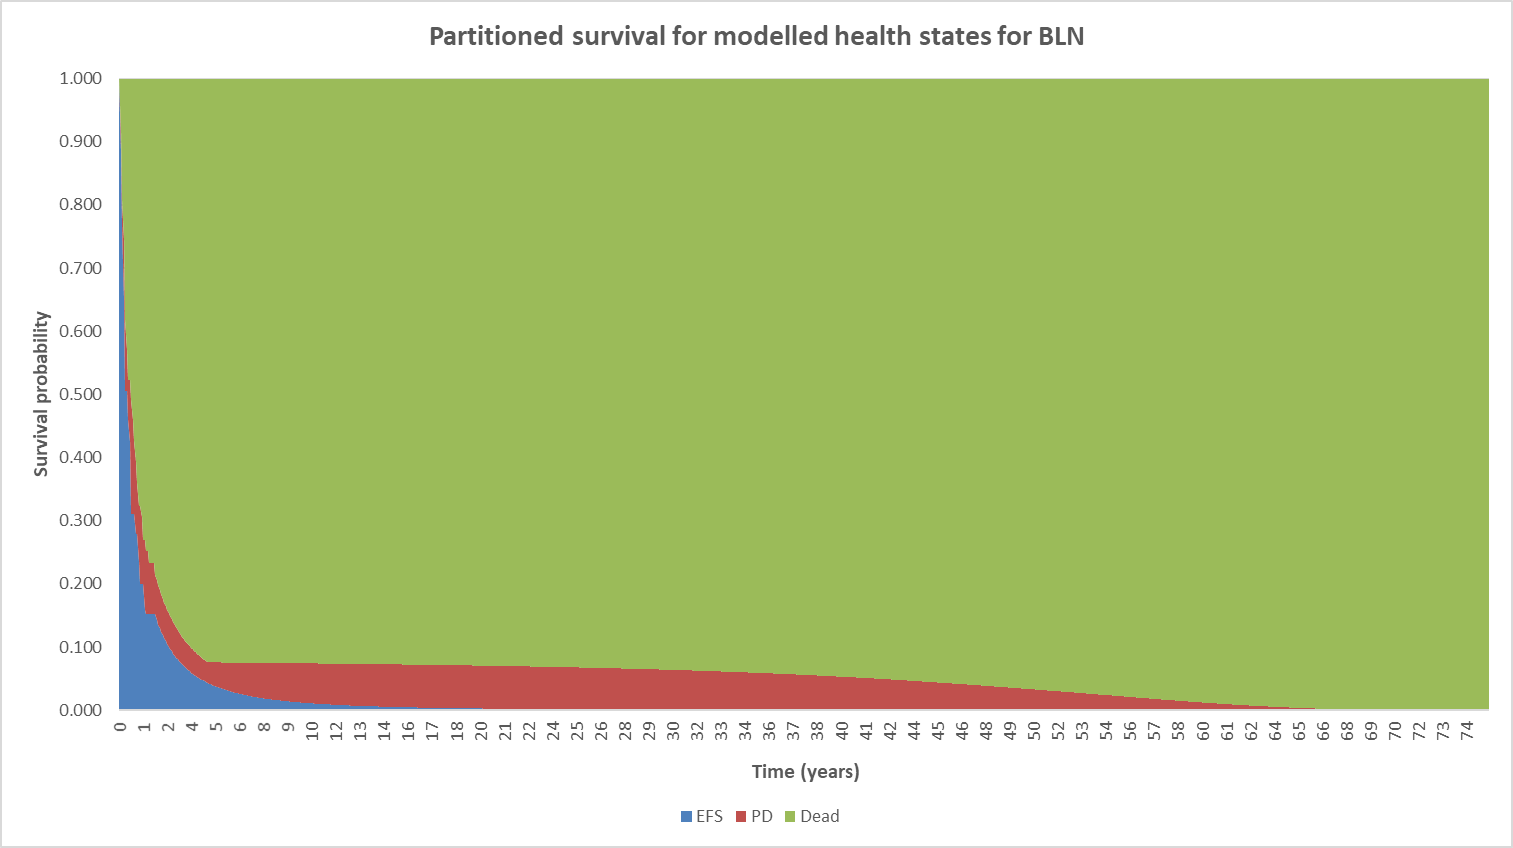 Partitioned survival for modelled health states for BLN
1.000
0.900
0.800
0.700
0.600
0.500
0.400
0.300
0.200
0.100
0.000
Survival probability
0 1 2 4 5 6 8 9 10 12 13 14 16 17 18 20 21 22 24 25 26 28 29 30 32 33 34 36 37 38 40 41 42 44 45 46 48 49 50 52 53 54 56 57 58 60 61 62 64 65 66 68 69 70 72 73 74
Time (years)
EFS PD Dead